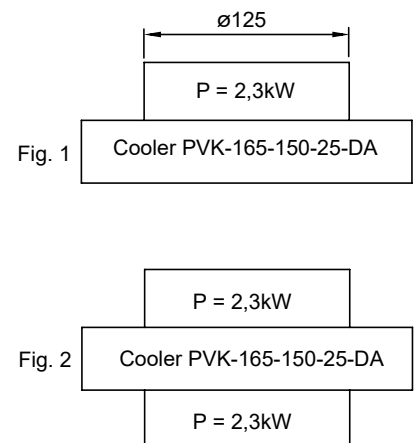 ø125
P = 2,3kW
Fig. 1
Cooler PVK-165-150-25-DA
P = 2,3kW
Fig. 2
Cooler PVK-165-150-25-DA
P = 2,3kW